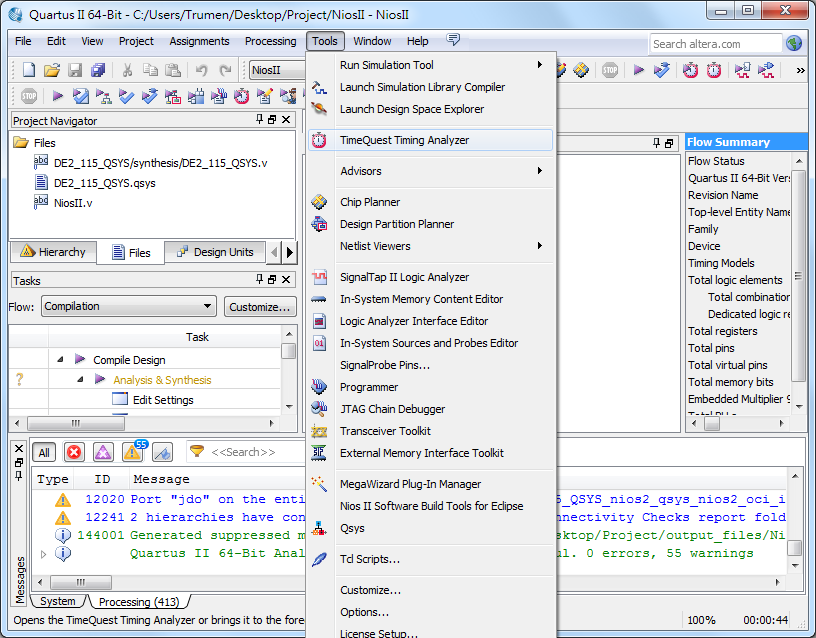 Quartus II 64-Bit - C:/Users/Trumen/Desktop/Project/NiosII - NiosII
File Edit View Project Assignments Processing Tools Window Help
Search altera.com
NiosII
STOP
STOP
Project Navigator
Files
DE2_115_QSYS/synthesis/DE2_115_QSYS.v
DE2_115_QSYS.qsys
NiosII.v
Hierarchy Files Design Units
Tasks
Flow: Compilation Customize...
Task
Compile Design
Analysis & Synthesis
Edit Settings
Run Simulation Tool
Launch Simulation Library Compiler
Launch Design Space Explorer
TimeQuest Timing Analyzer
Advisors
Chip Planner
Design Partition Planner
Netlist Viewers
SignalTap II Logic Analyzer
In-System Memory Content Editor
Logic Analyzer Interface Editor
In-System Sources and Probes Editor
SignalProbe Pins...
Programmer
JTAG Chain Debugger
Transceiver Toolkit
External Memory Interface Toolkit
MegaWizard Plug-In Manager
Nios II Software Build Tools for Eclipse
Qsys
Tcl Scripts...
Customize...
Options...
License Setup...
Flow Summary
Flow Status
Quartus II 64-Bit Vers
Revision Name
Top-level Entity Name
Family
Device
Timing Models
Total logic elements
Total combination
Dedicated logic re
Total registers
Total pins
Total virtual pins
Total memory bits
Embedded Multiplier 9
Total PLLs
All 55 <<Search>>
Type ID Message
12020 Port "jdo" on the enti 5_QSYS_nios2_qsys_nios2_oci_i
12241 2 hierarchies have con nnectivity Checks report fold
144001 Generated suppressed m sktop/Project/output_files/Ni
Quartus II 64-Bit Anal ul. 0 errors, 55 warnings
Messages
System Processing (413)
Opens the TimeQuest Timing Analyzer or brings it to the fore 100% 00:00:44